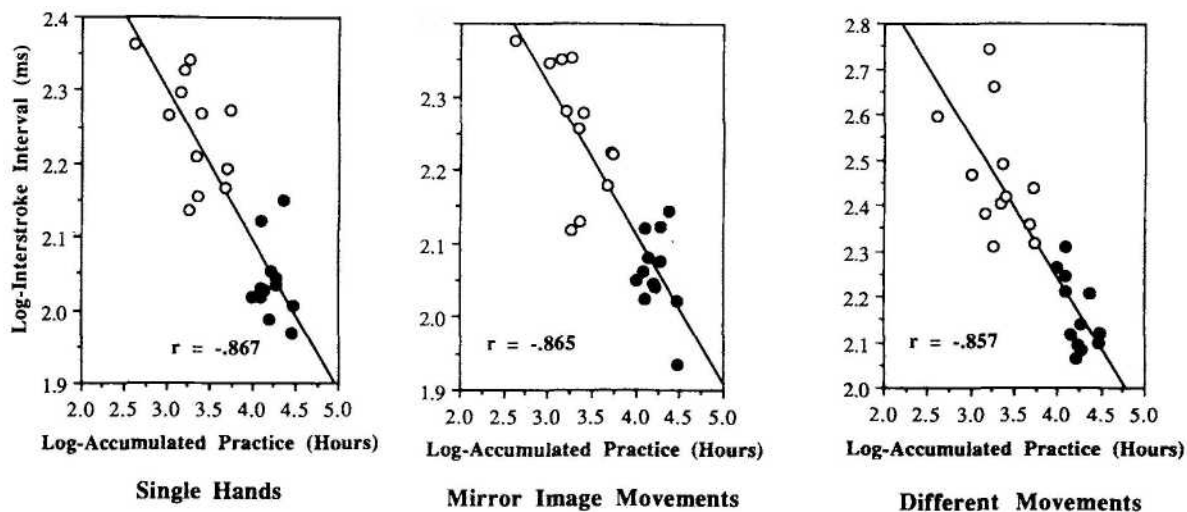 Log-Interstroke Interval (ms)
2.4
2.3
2.2
2.1
2.0
1.9
r = -.867
2.0 2.5 3.0 3.5 4.0 4.5 5.0
Log-Accumulated Practice (Hours)
Single Hands
2.3
2.2
2.1
2.0
1.9
r = -.865
2.0 2.5 3.0 3.5 4.0 4.5 5.0
Log-Accumulated Practice (Hours)
Mirror Image Movements
2.8
2.7
2.6
2.5
2.4
2.3
2.2
2.1
2.0
r = -.857
2.0 2.5 3.0 3.5 4.0 4.5 5.0
Log-Accumulated Practice (Hours)
Different Movements